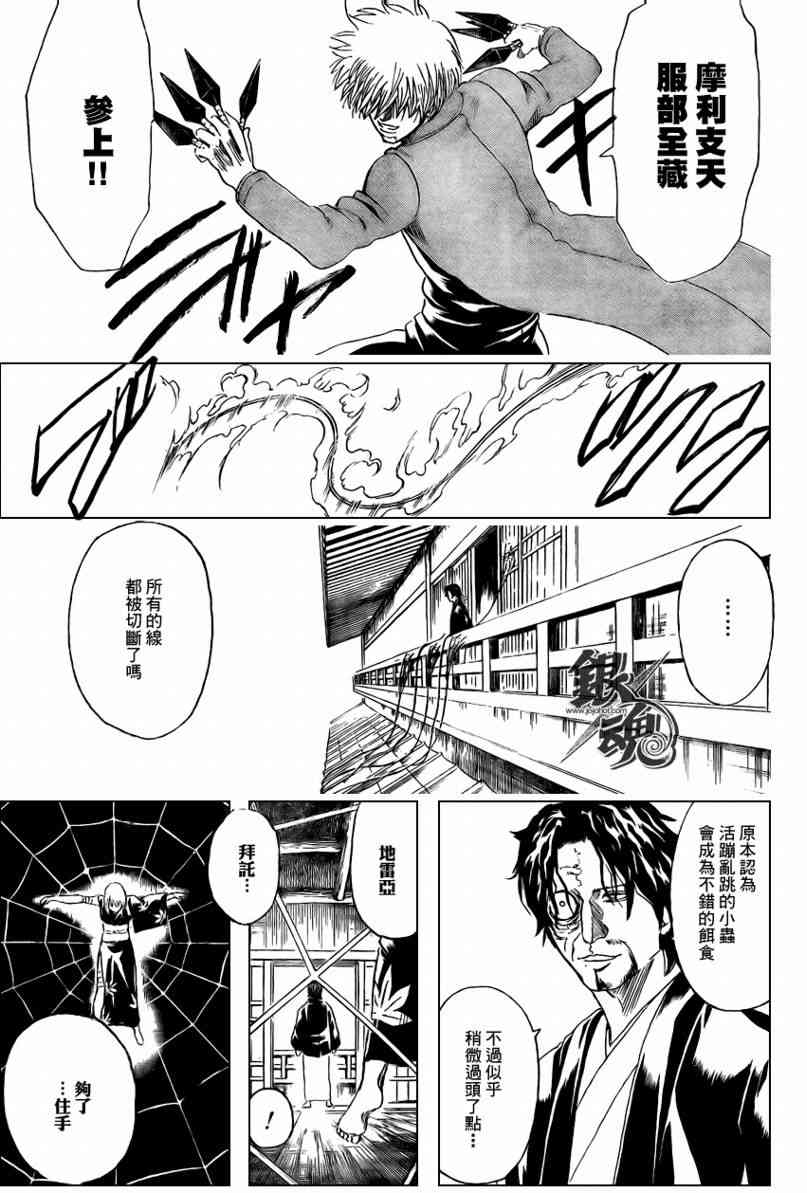 摩利支天
服部全藏
參上!!
……
所有的線
都被切斷了嗎
銀魂
www.jojohot.com
原本認為
活蹦亂跳的小蟲
會成為不錯的餌食
不過似乎
稍微過頭了點…
地雷亞
拜託…
!
夠了
…住手